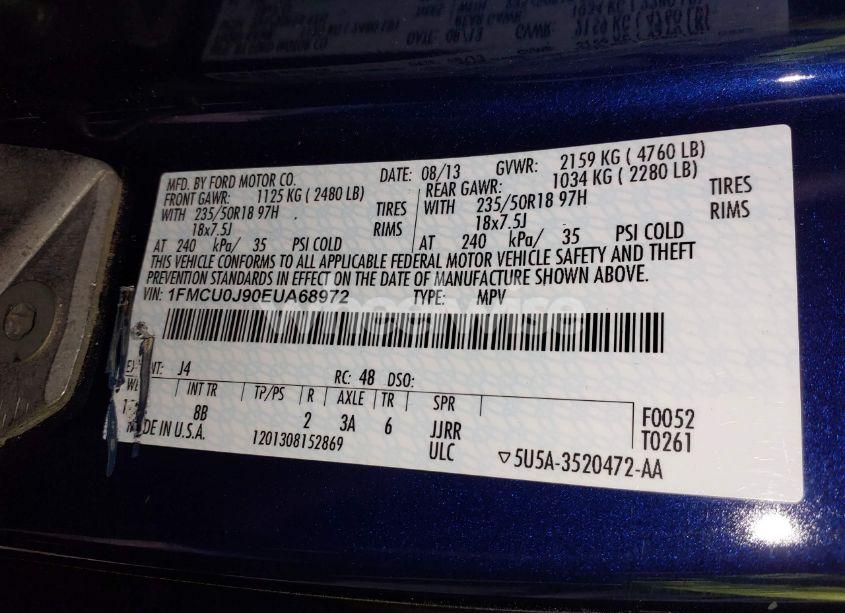 MFD. BY FORD MOTOR CO. DATE: 08/13 GVWR: 2159 KG ( 4760 LB)
FRONT GAWR: 1125 KG ( 2480 LB) REAR GAWR: 1034 KG ( 2280 LB)
WITH 235/50R18 97H TIRES WITH 235/50R18 97H TIRES
18x7.5J RIMS 18x7.5J RIMS
AT 240 kPa/ 35 PSI COLD AT 240 kPa/ 35 PSI COLD
THIS VEHICLE CONFORMS TO ALL APPLICABLE FEDERAL MOTOR VEHICLE SAFETY AND THEFT
PREVENTION STANDARDS IN EFFECT ON THE DATE OF MANUFACTURE SHOWN ABOVE.
VIN: 1FMCU0J90EUA68972 TYPE: MPV
NT: J4 RC: 48 DSO:
INT TR TP/PS R AXLE TR SPR
8B 2 3A 6 JJRR F0052
DE IN U.S.A. 1201308152869 ULC T0261
5U5A-3520472-AA